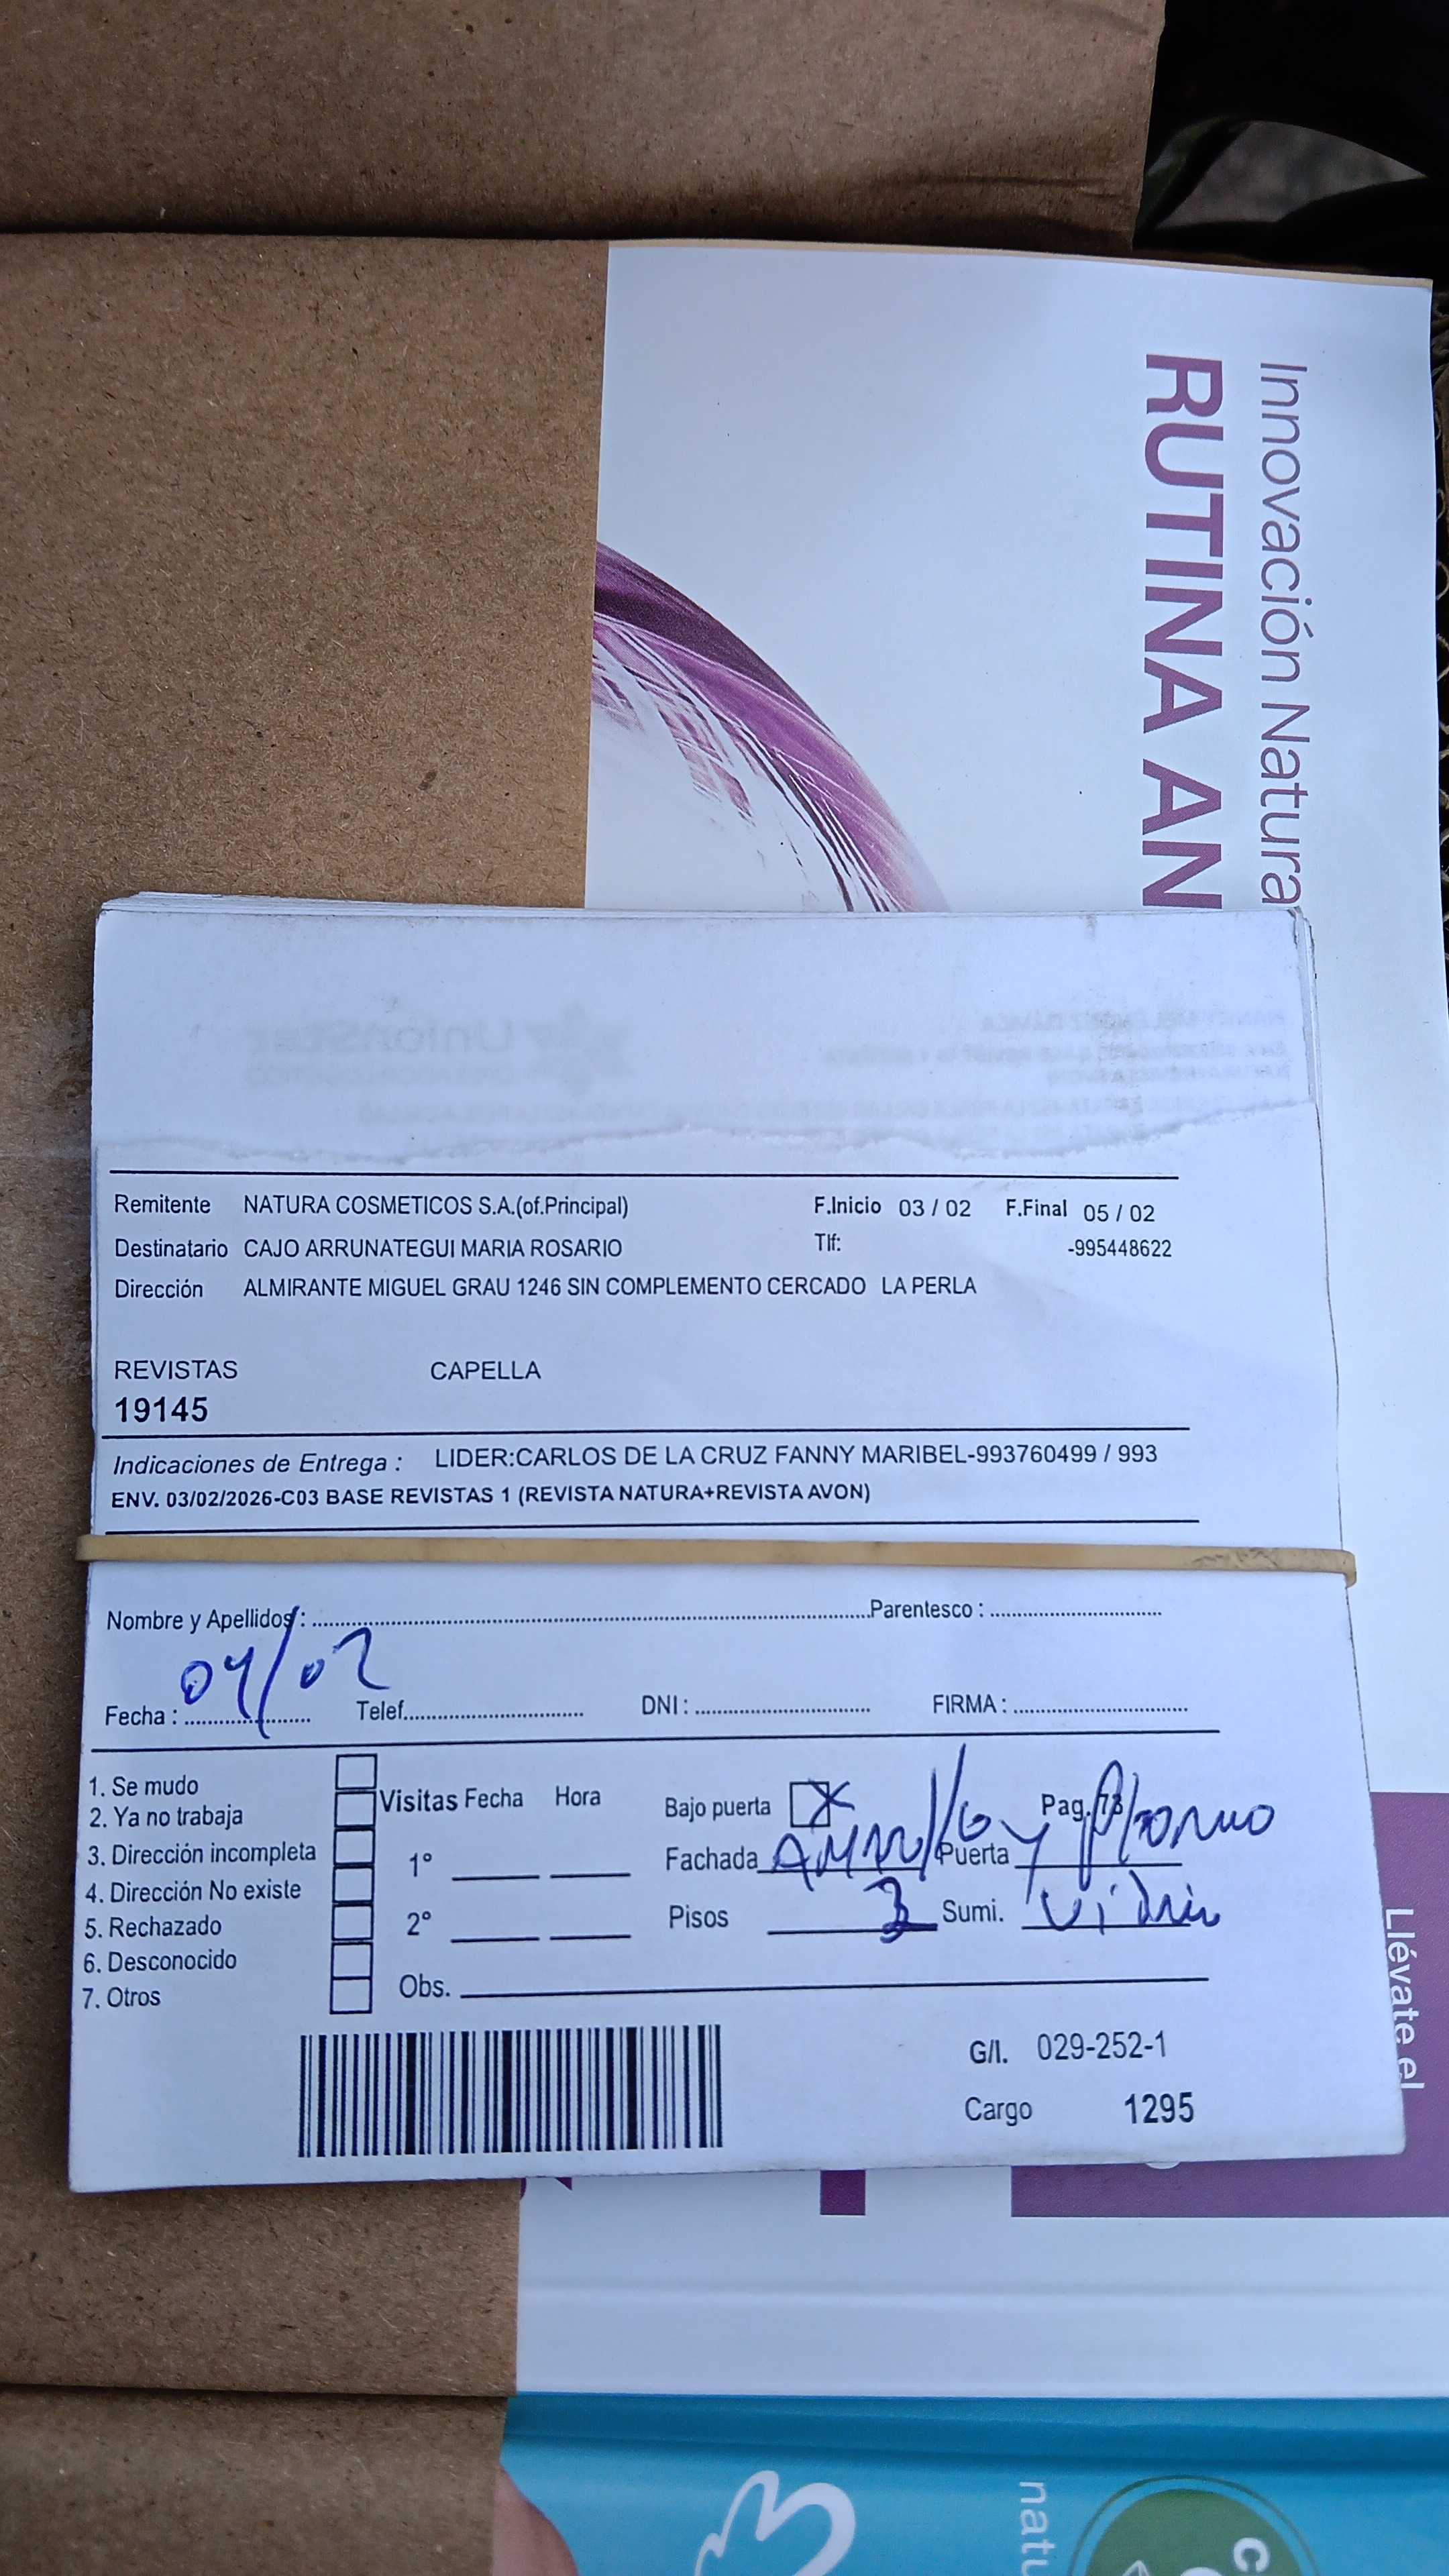 Innovación Natura
RUTINA AN
Remitente NATURA COSMETICOS S.A.(of.Principal) F.Inicio 03 / 02 F.Final 05 / 02
Destinatario CAJO ARRUNATEGUI MARIA ROSARIO Tlf: -995448622
Dirección ALMIRANTE MIGUEL GRAU 1246 SIN COMPLEMENTO CERCADO LA PERLA
REVISTAS CAPELLA
19145
Indicaciones de Entrega : LIDER:CARLOS DE LA CRUZ FANNY MARIBEL-993760499 / 993
ENV. 03/02/2026-C03 BASE REVISTAS 1 (REVISTA NATURA+REVISTA AVON)
Nombre y Apellidos : Parentesco :
Fecha : 04/02 Telef. DNI : FIRMA :
1. Se mudo
2. Ya no trabaja
3. Dirección incompleta
4. Dirección No existe
5. Rechazado
6. Desconocido
7. Otros
Visitas Fecha Hora
1°
2°
Obs.
Bajo puerta X Pag.
Fachada Puerta
Pisos 3 Sumi. Vidrio
G/I. 029-252-1
Cargo 1295
Llévate el
natu